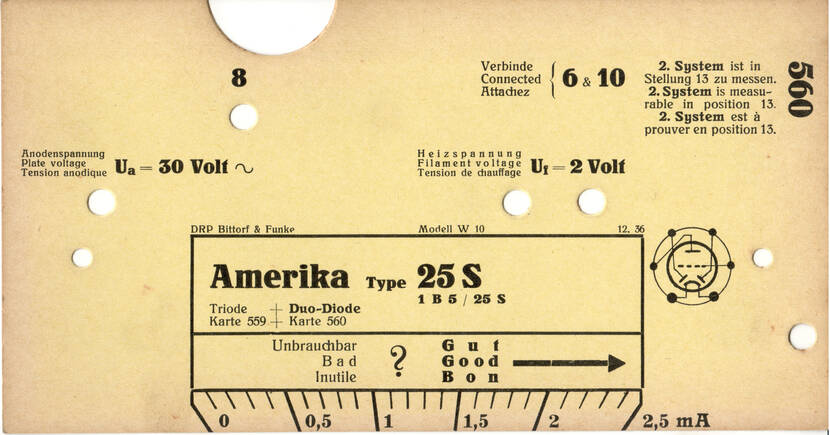 8
Verbinde
Connected
Attachez
6 & 10
2. System ist in
Stellung 13 zu messen.
2. System is measu-
rable in position 13.
2. System est à
prouver en position 13.
560
Anodenspannung
Plate voltage
Tension anodique
Ua = 30 Volt ~
Heizspannung
Filament voltage
Tension de chauffage
Uf = 2 Volt
DRP Bittorf & Funke Modell W 10 12. 36
Amerika Type 25 S
1 B 5 / 25 S
Triode + Duo-Diode
Karte 559 + Karte 560
Unbrauchbar
Bad
Inutile
?
Gut
Good
Bon
0 0,5 1 1,5 2 2,5 mA